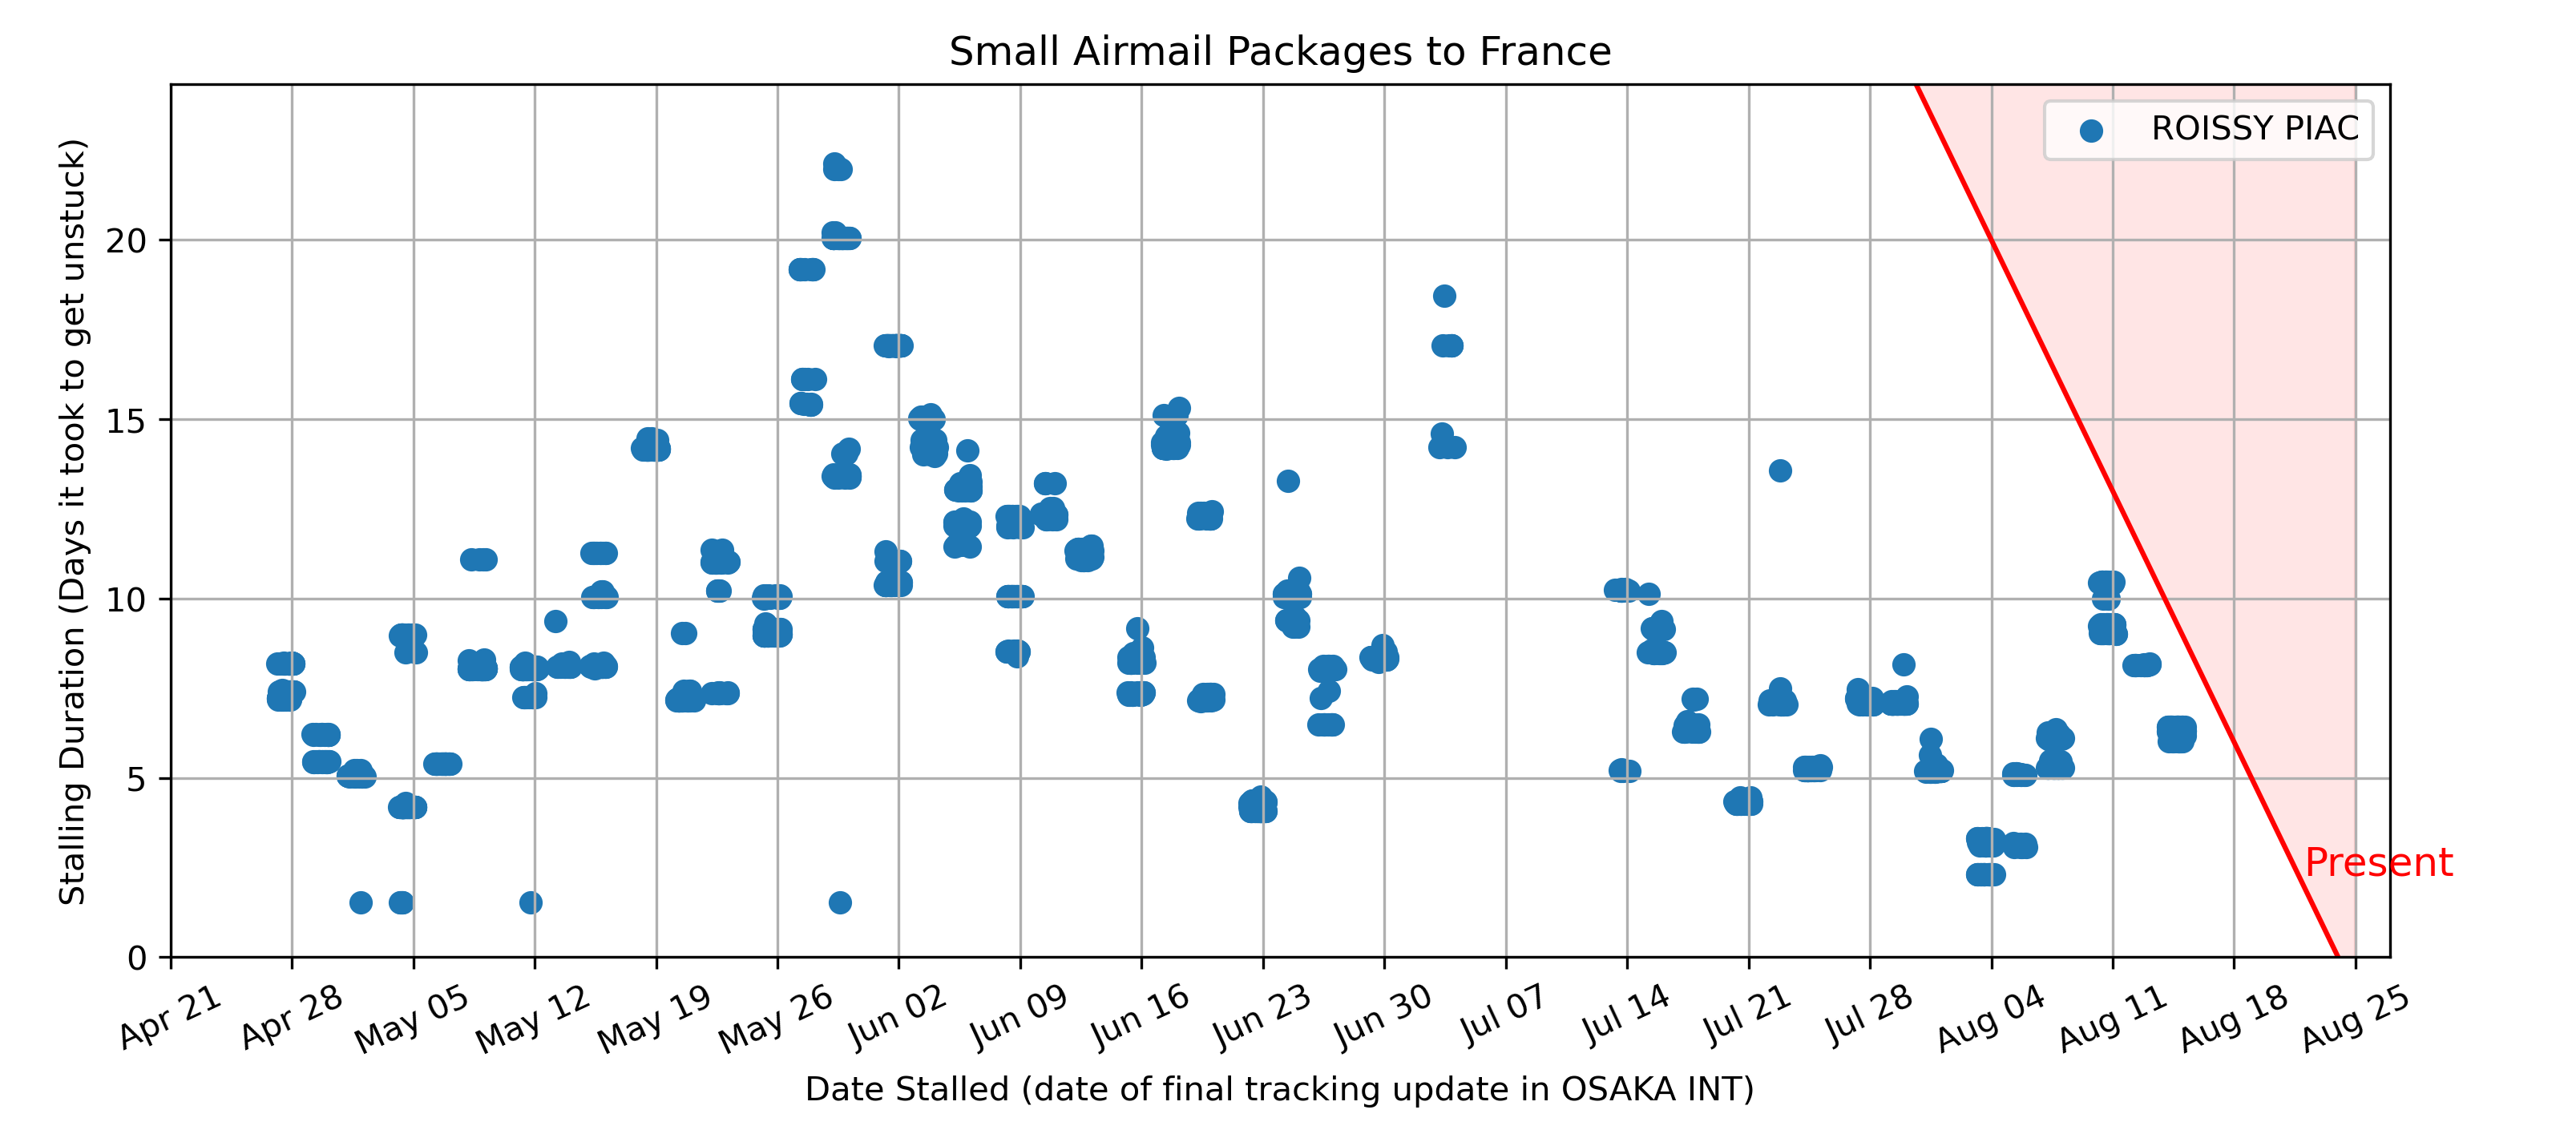 Small Airmail Packages to France
ROISSY PIAC
Stalling Duration (Days it took to get unstuck)
20
15
10
5
0
Present
Apr 21
Apr 28
May 05
May 12
May 19
May 26
Jun 02
Jun 09
Jun 16
Jun 23
Jun 30
Jul 07
Jul 14
Jul 21
Jul 28
Aug 04
Aug 11
Aug 18
Aug 25
Date Stalled (date of final tracking update in OSAKA INT)